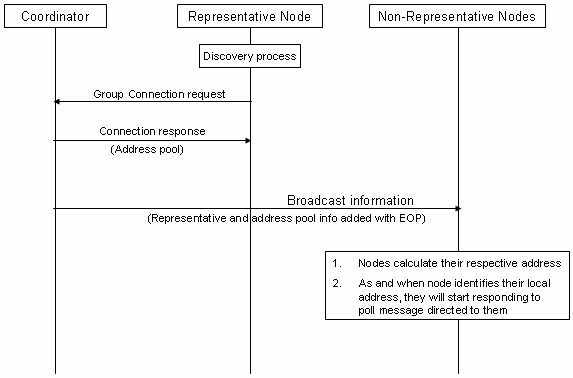 Coordinator
Representative Node
Non-Representative Nodes
Discovery process
Group Connection request
Connection response
(Address pool)
Broadcast information
(Representative and address pool info added with EOP)
1. Nodes calculate their respective address
2. As and when node identifies their local
address, they will start responding to
poll message directed to them